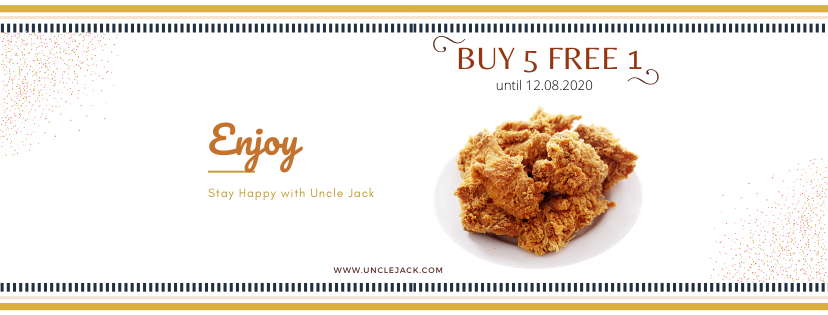 BUY 5 FREE 1
until 12.08.2020
Enjoy
Stay Happy with Uncle Jack
WWW.UNCLEJACK.COM